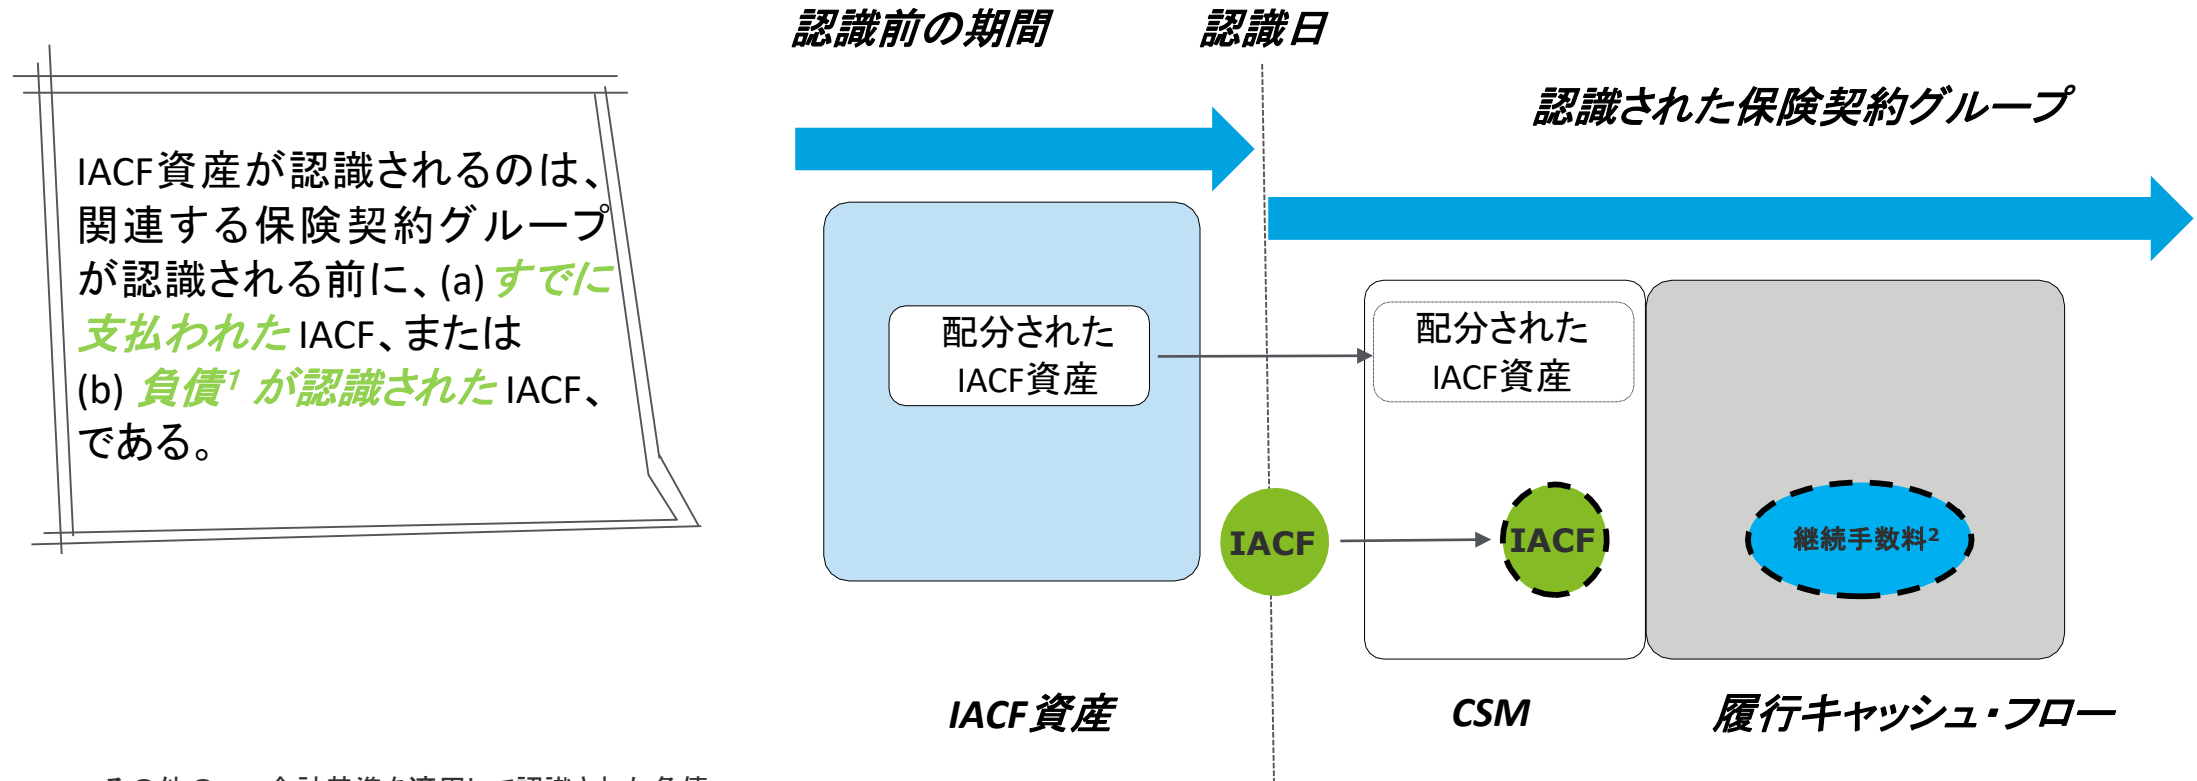 認識前の期間
認識日
認識された保険契約グループ
IACF資産が認識されるのは、
関連する保険契約グループ
が認識される前に、(a) すでに
支払われた IACF、または
(b) 負債1 が認識された IACF、
である。
配分された
IACF資産
配分された
IACF資産
IACF
IACF
継続手数料2
IACF資産
CSM
履行キャッシュ・フロー